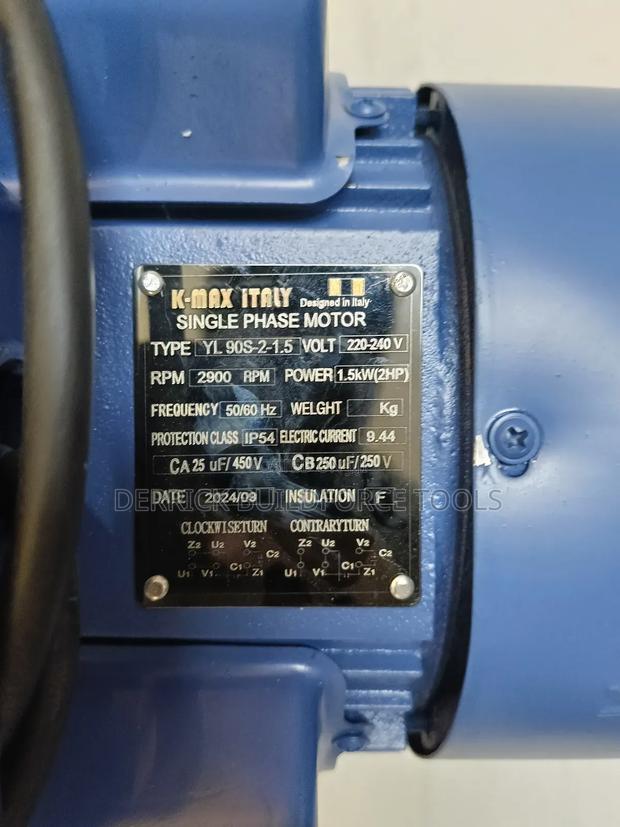 K-MAX ITALY Designed in Italy
SINGLE PHASE MOTOR
TYPE YL 90S-2-1.5 VOLT 220-240 V
RPM 2900 RPM POWER 1.5kW(2HP)
FREQUENCY 50/60 Hz WELGHT Kg
PROTECTION CLASS IP54 ELECTRIC CURRENT 9.44
CA 25 uF/450V CB 250 uF/250V
DERRICK BUILDFORCE TOOLS
DATE 2024/09 INSULATION F
CLOCKWISETURN CONTRARYTURN
Z2 U2 V2 C2 Z2 U2 V2 C2
U1 V1 C1 Z1 U1 V1 C1 Z1